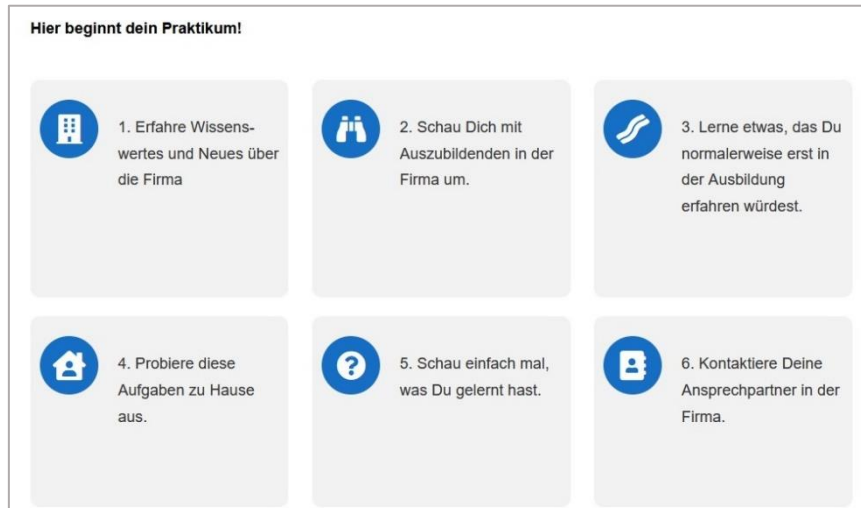 Hier beginnt dein Praktikum!
1. Erfahre Wissens-
wertes und Neues über
die Firma
2. Schau Dich mit
Auszubildenden in der
Firma um.
3. Lerne etwas, das Du
normalerweise erst in
der Ausbildung
erfahren würdest.
4. Probiere diese
Aufgaben zu Hause
aus.
5. Schau einfach mal,
was Du gelernt hast.
6. Kontaktiere Deine
Ansprechpartner in der
Firma.